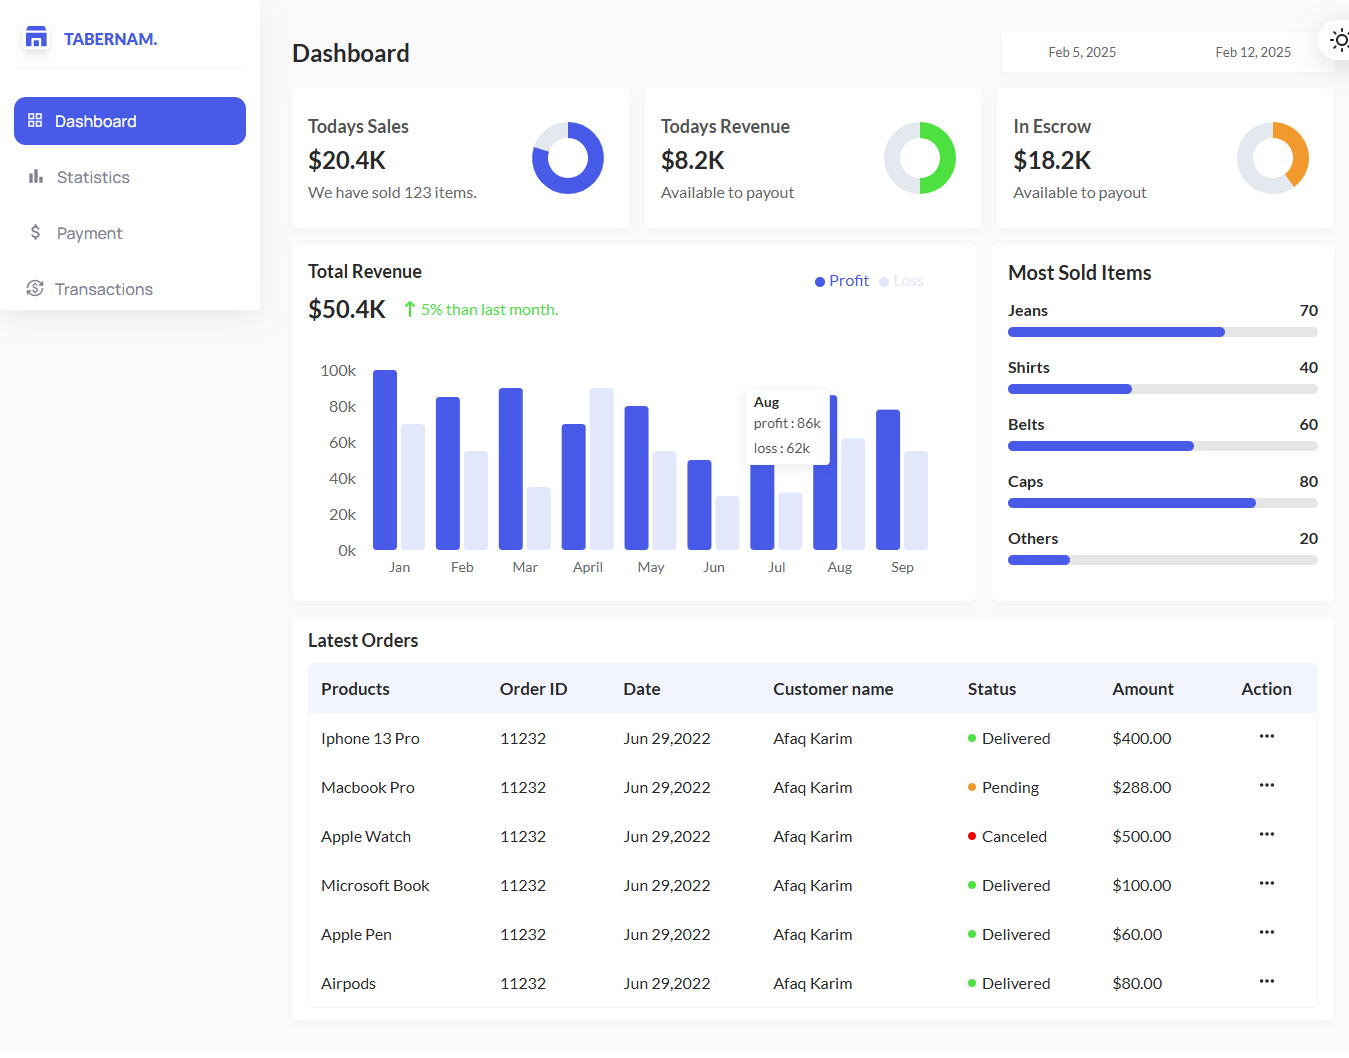 TABERNAM.
Dashboard
Statistics
Payment
Transactions
Dashboard
Feb 5, 2025 Feb 12, 2025
Todays Sales
$20.4K
We have sold 123 items.
Todays Revenue
$8.2K
Available to payout
In Escrow
$18.2K
Available to payout
Total Revenue
$50.4K 5% than last month.
Profit Loss
100k
80k
60k
40k
20k
0k
Jan Feb Mar April May Jun Jul Aug Sep
Aug
profit : 86k
loss : 62k
Most Sold Items
Jeans 70
Shirts 40
Belts 60
Caps 80
Others 20
Latest Orders
Products Order ID Date Customer name Status Amount Action
Iphone 13 Pro 11232 Jun 29,2022 Afaq Karim Delivered $400.00 ...
Macbook Pro 11232 Jun 29,2022 Afaq Karim Pending $288.00 ...
Apple Watch 11232 Jun 29,2022 Afaq Karim Canceled $500.00 ...
Microsoft Book 11232 Jun 29,2022 Afaq Karim Delivered $100.00 ...
Apple Pen 11232 Jun 29,2022 Afaq Karim Delivered $60.00 ...
Airpods 11232 Jun 29,2022 Afaq Karim Delivered $80.00 ...